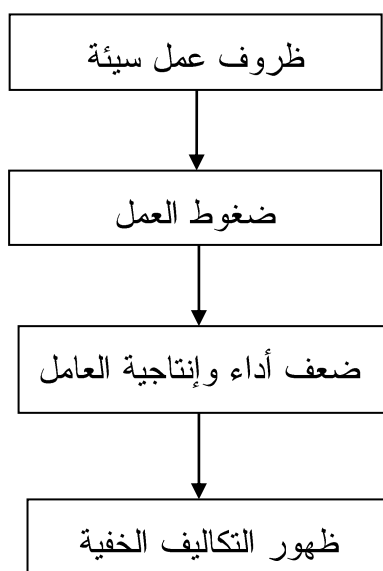 ظروف عمل سيئة
ضغوط العمل
ضعف أداء وإنتاجية العامل
ظهور التكاليف الخفية